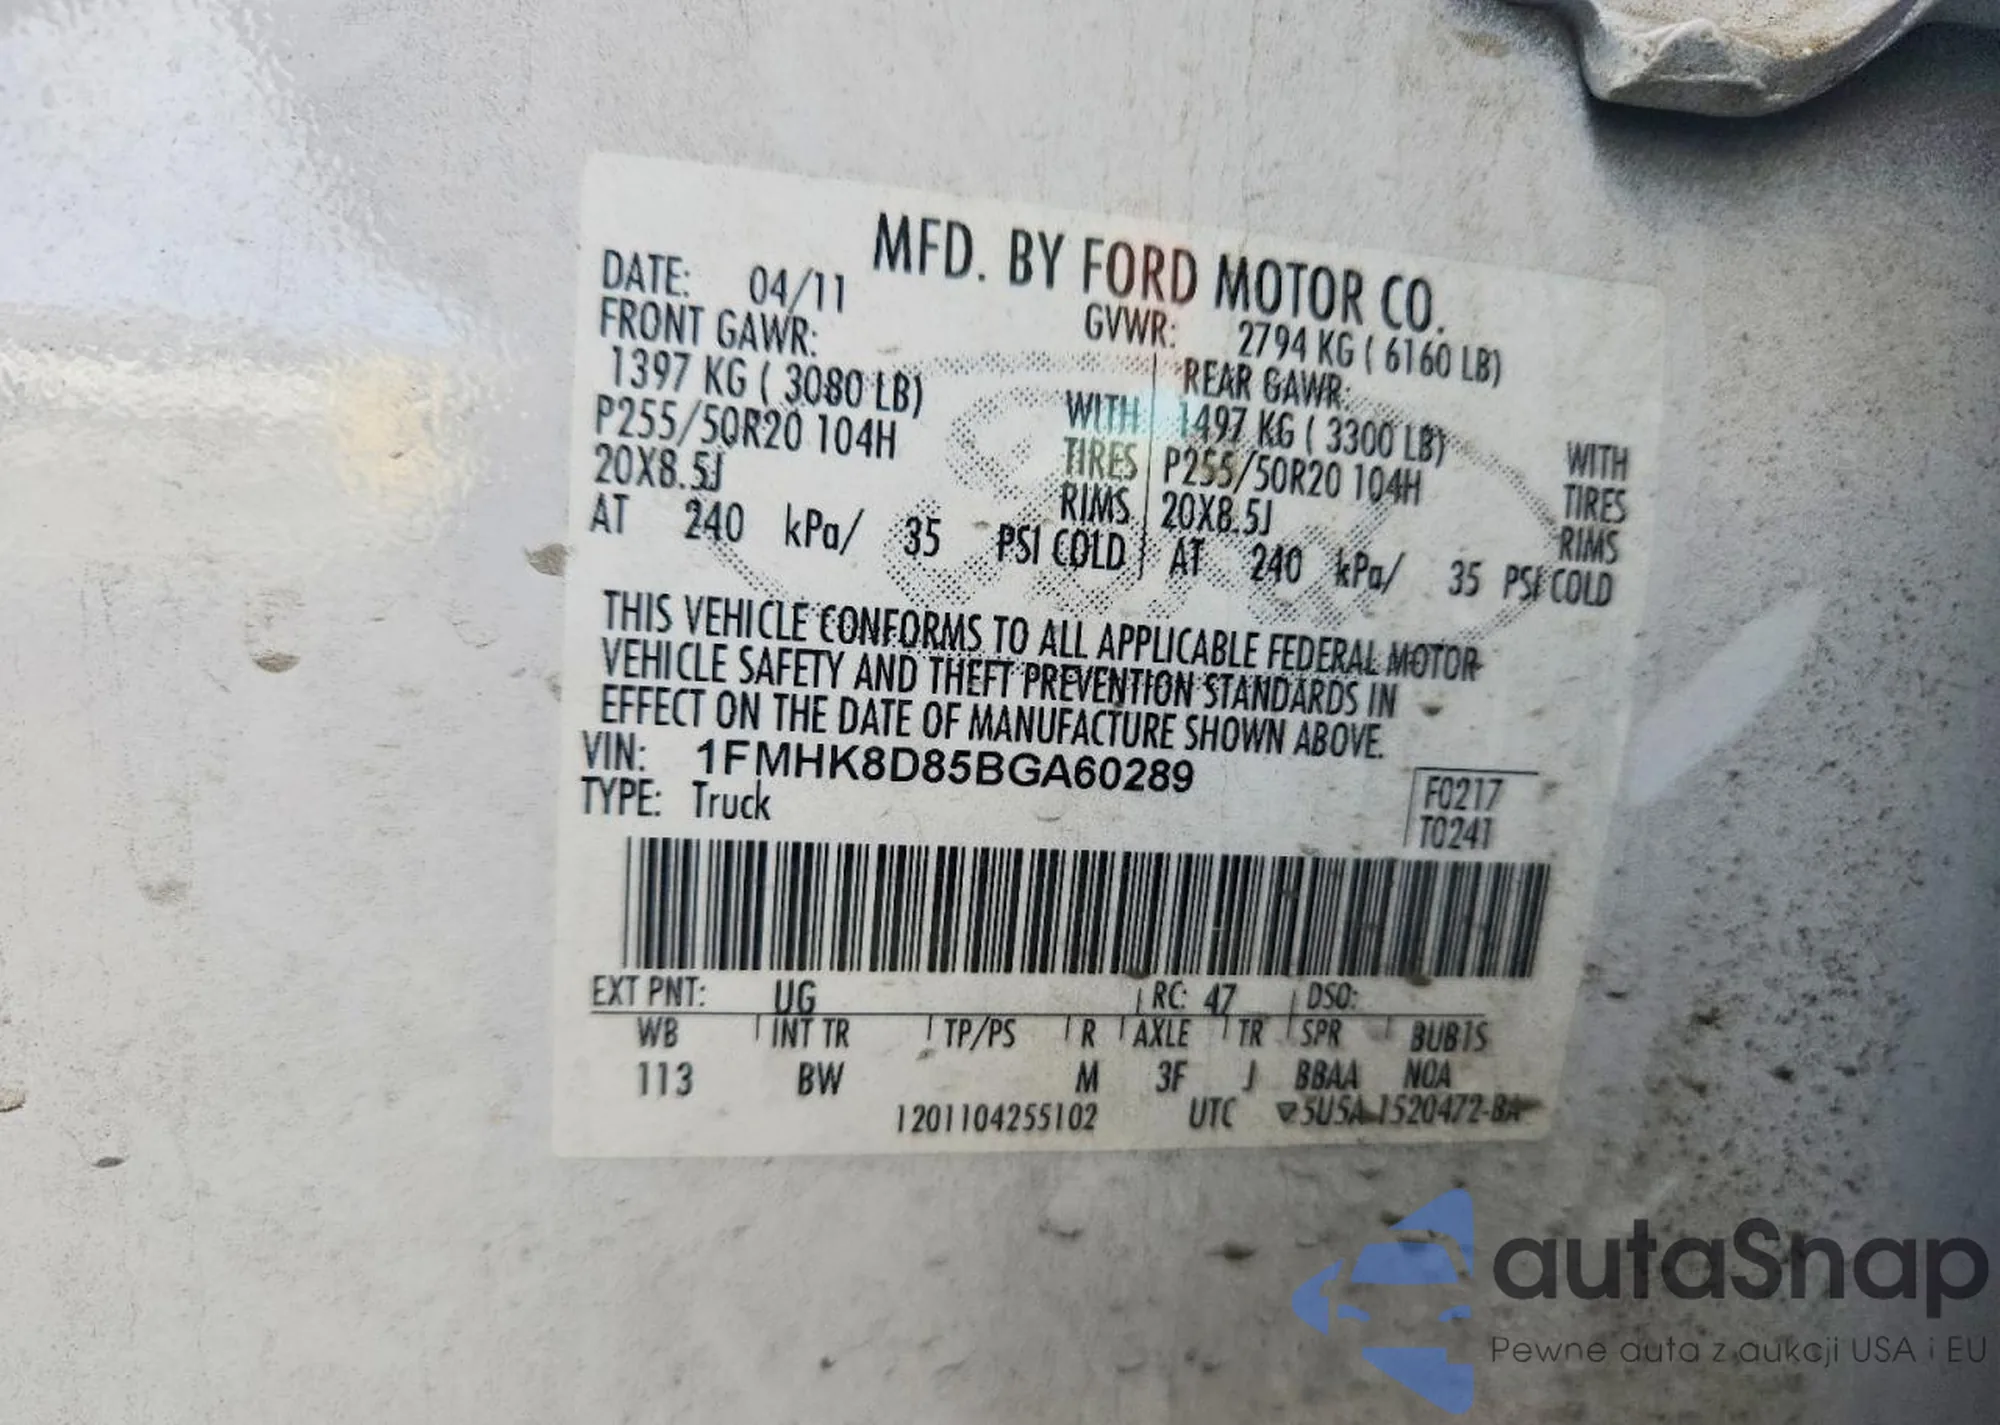 MFD. BY FORD MOTOR CO.
DATE: 04/11 GVWR: 2794 KG ( 6160 LB)
FRONT GAWR: REAR GAWR:
1397 KG ( 3080 LB) WITH 1497 KG ( 3300 LB) WITH
P255/50R20 104H TIRES P255/50R20 104H TIRES
20X8.5J RIMS 20X8.5J RIMS
AT 240 kPa/ 35 PSI COLD AT 240 kPa/ 35 PSI COLD
THIS VEHICLE CONFORMS TO ALL APPLICABLE FEDERAL MOTOR
VEHICLE SAFETY AND THEFT PREVENTION STANDARDS IN
EFFECT ON THE DATE OF MANUFACTURE SHOWN ABOVE.
VIN: 1FMHK8D85BGA60289
TYPE: Truck
F0217
T0241
EXT PNT: UG RC: 47 DSO:
WB INT TR TP/PS R AXLE TR SPR
113 BW M 3F J BBAA NOA
1201104255102 UTC ▽5U5A-1520472-BA
autaSnap
Pewne auta z aukcji USA i EU